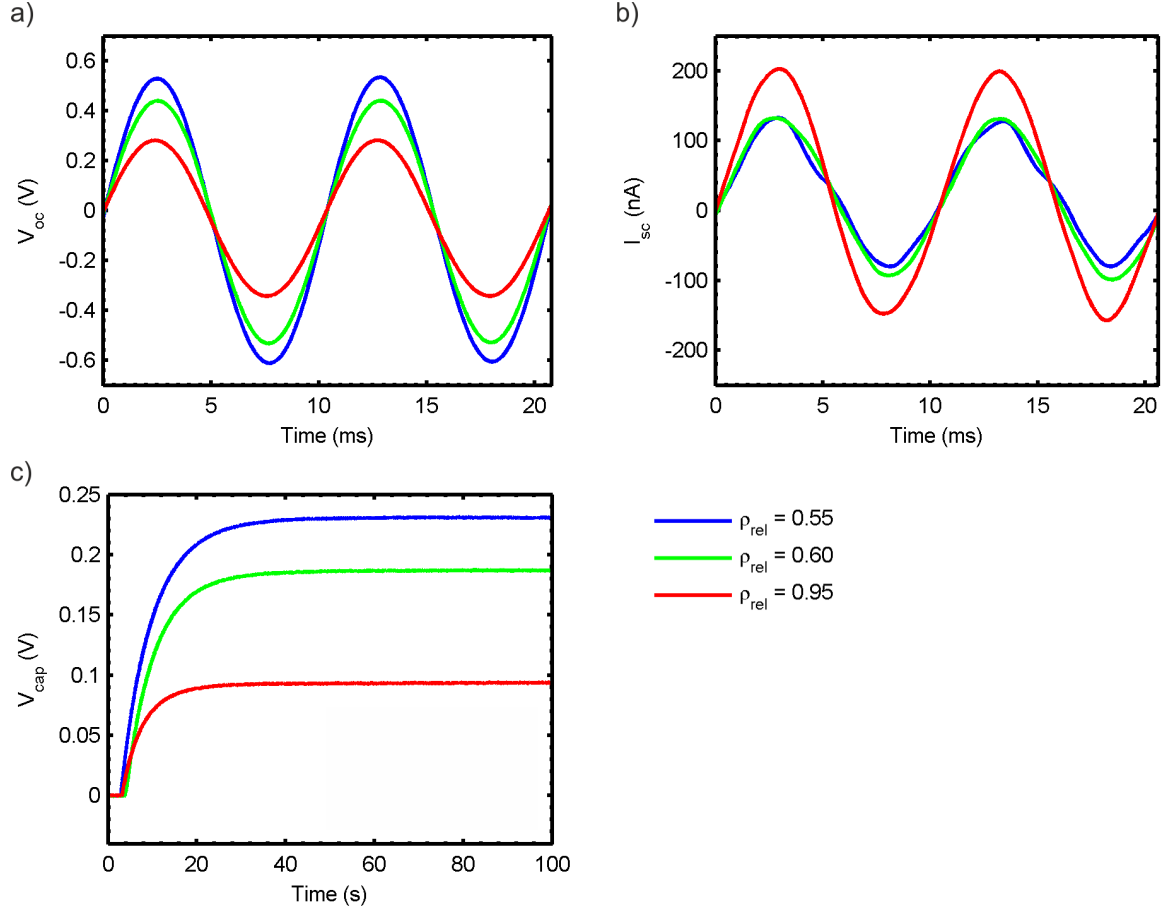 a)
0.6
0.4
0.2
0
-0.2
-0.4
-0.6
V_oc (V)
0 5 10 15 20
Time (ms)
b)
200
100
0
-100
-200
I_sc (nA)
0 5 10 15 20
Time (ms)
c)
0.25
0.2
0.15
0.1
0.05
0
V_cap (V)
0 20 40 60 80 100
Time (s)
ρ_rel = 0.55
ρ_rel = 0.60
ρ_rel = 0.95